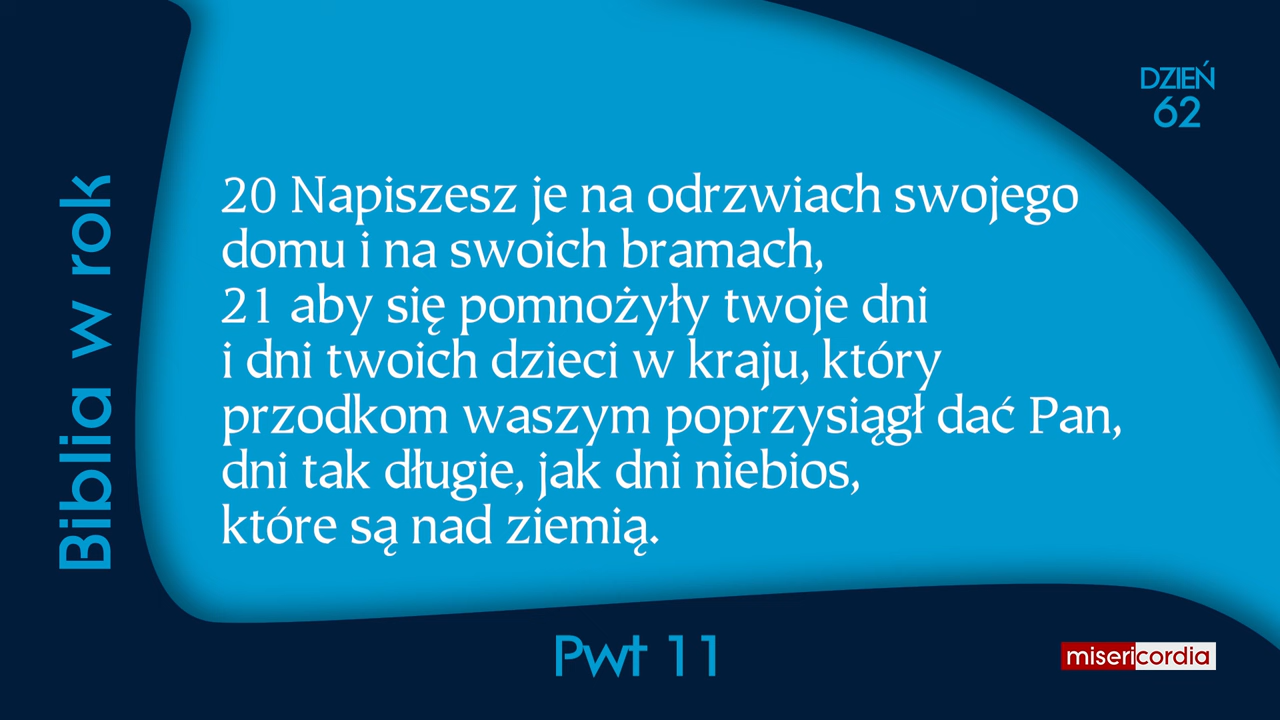 DZIEŃ
62
Biblia w rok
20 Napiszesz je na odrzwiach swojego
domu i na swoich bramach,
21 aby się pomnożyły twoje dni
i dni twoich dzieci w kraju, który
przodkom waszym poprzysiągł dać Pan,
dni tak długie, jak dni niebios,
które są nad ziemią.
Pwt 11
misericordia